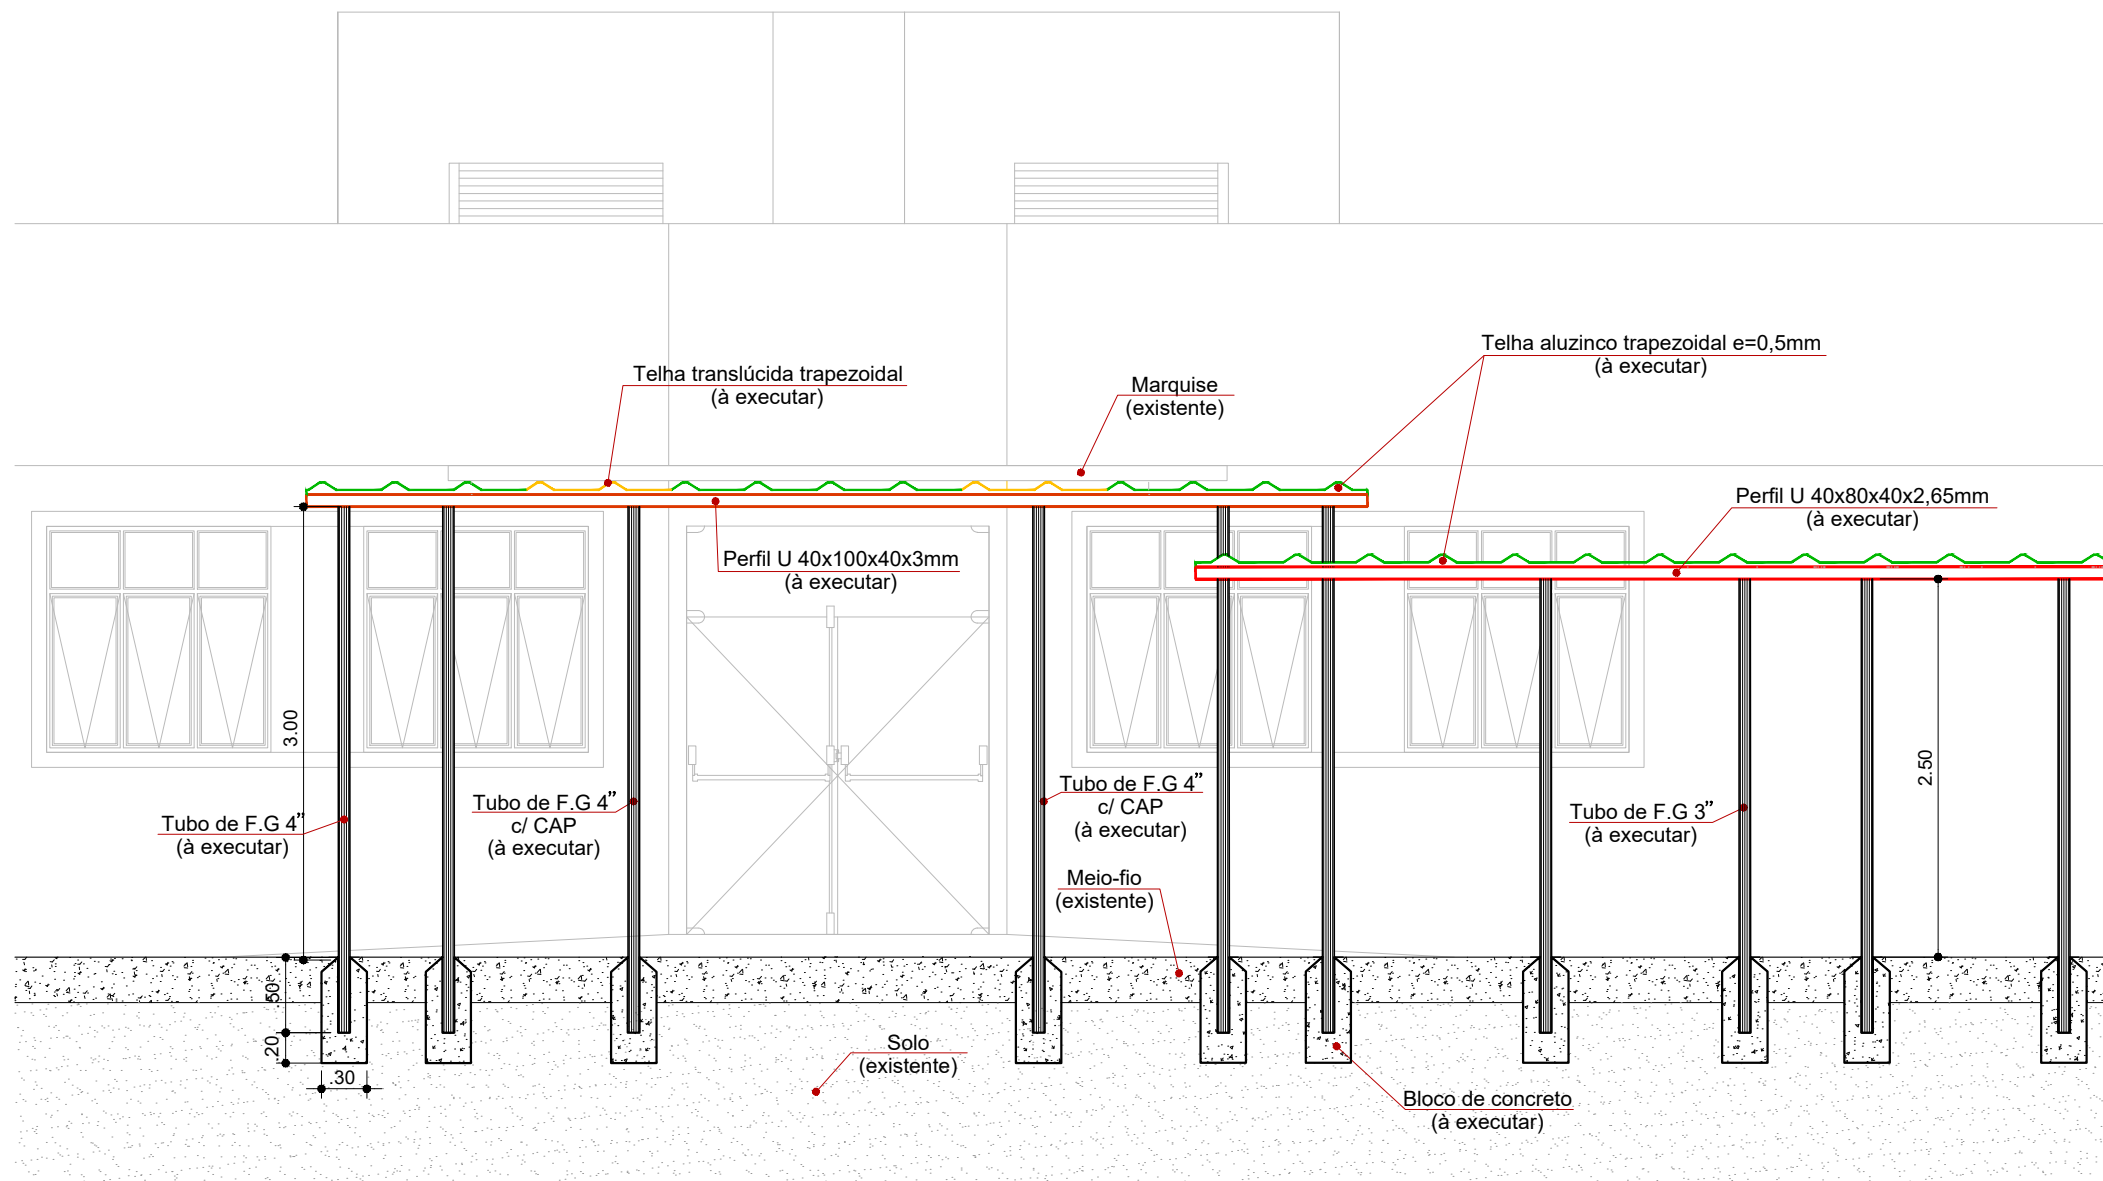 Telha aluzinco trapezoidal e=0,5mm
(à executar)
Telha translúcida trapezoidal
(à executar)
Marquise
(existente)
Perfil U 40x80x40x2,65mm
(à executar)
Perfil U 40x100x40x3mm
(à executar)
3.00
2.50
Tubo de F.G 4”
(à executar)
Tubo de F.G 4”
c/ CAP
(à executar)
Tubo de F.G 4”
c/ CAP
(à executar)
Tubo de F.G 3”
(à executar)
Meio-fio
(existente)
.50
.20
.30
Solo
(existente)
Bloco de concreto
(à executar)